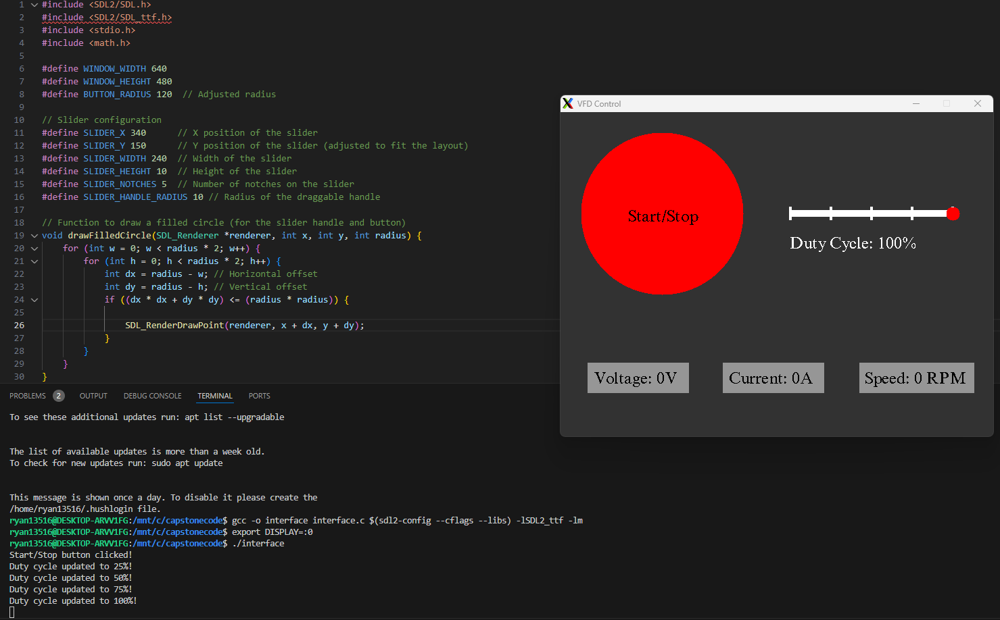 1 #include <SDL2/SDL.h>
2 #include <SDL2/SDL_ttf.h>
3 #include <stdio.h>
4 #include <math.h>
5
6 #define WINDOW_WIDTH 640
7 #define WINDOW_HEIGHT 480
8 #define BUTTON_RADIUS 120  // Adjusted radius
9
10 // Slider configuration
11 #define SLIDER_X 340      // X position of the slider
12 #define SLIDER_Y 150      // Y position of the slider (adjusted to fit the layout)
13 #define SLIDER_WIDTH 240  // Width of the slider
14 #define SLIDER_HEIGHT 10  // Height of the slider
15 #define SLIDER_NOTCHES 5  // Number of notches on the slider
16 #define SLIDER_HANDLE_RADIUS 10 // Radius of the draggable handle
17
18 // Function to draw a filled circle (for the slider handle and button)
19 void drawFilledCircle(SDL_Renderer *renderer, int x, int y, int radius) {
20     for (int w = 0; w < radius * 2; w++) {
21         for (int h = 0; h < radius * 2; h++) {
22             int dx = radius - w; // Horizontal offset
23             int dy = radius - h; // Vertical offset
24             if ((dx * dx + dy * dy) <= (radius * radius)) {
25
26                 SDL_RenderDrawPoint(renderer, x + dx, y + dy);
27             }
28         }
29     }
30 }
VFD Control
Start/Stop
Duty Cycle: 100%
Voltage: 0V
Current: 0A
Speed: 0 RPM
PROBLEMS 2 OUTPUT DEBUG CONSOLE TERMINAL PORTS
To see these additional updates run: apt list --upgradable
The list of available updates is more than a week old.
To check for new updates run: sudo apt update
This message is shown once a day. To disable it please create the
/home/ryan13516/.hushlogin file.
ryan13516@DESKTOP-ARVV1FG:/mnt/c/capstonecode$ gcc -o interface interface.c $(sdl2-config --cflags --libs) -lSDL2_ttf -lm
ryan13516@DESKTOP-ARVV1FG:/mnt/c/capstonecode$ export DISPLAY=:0
ryan13516@DESKTOP-ARVV1FG:/mnt/c/capstonecode$ ./interface
Start/Stop button clicked!
Duty cycle updated to 25%!
Duty cycle updated to 50%!
Duty cycle updated to 75%!
Duty cycle updated to 100%!